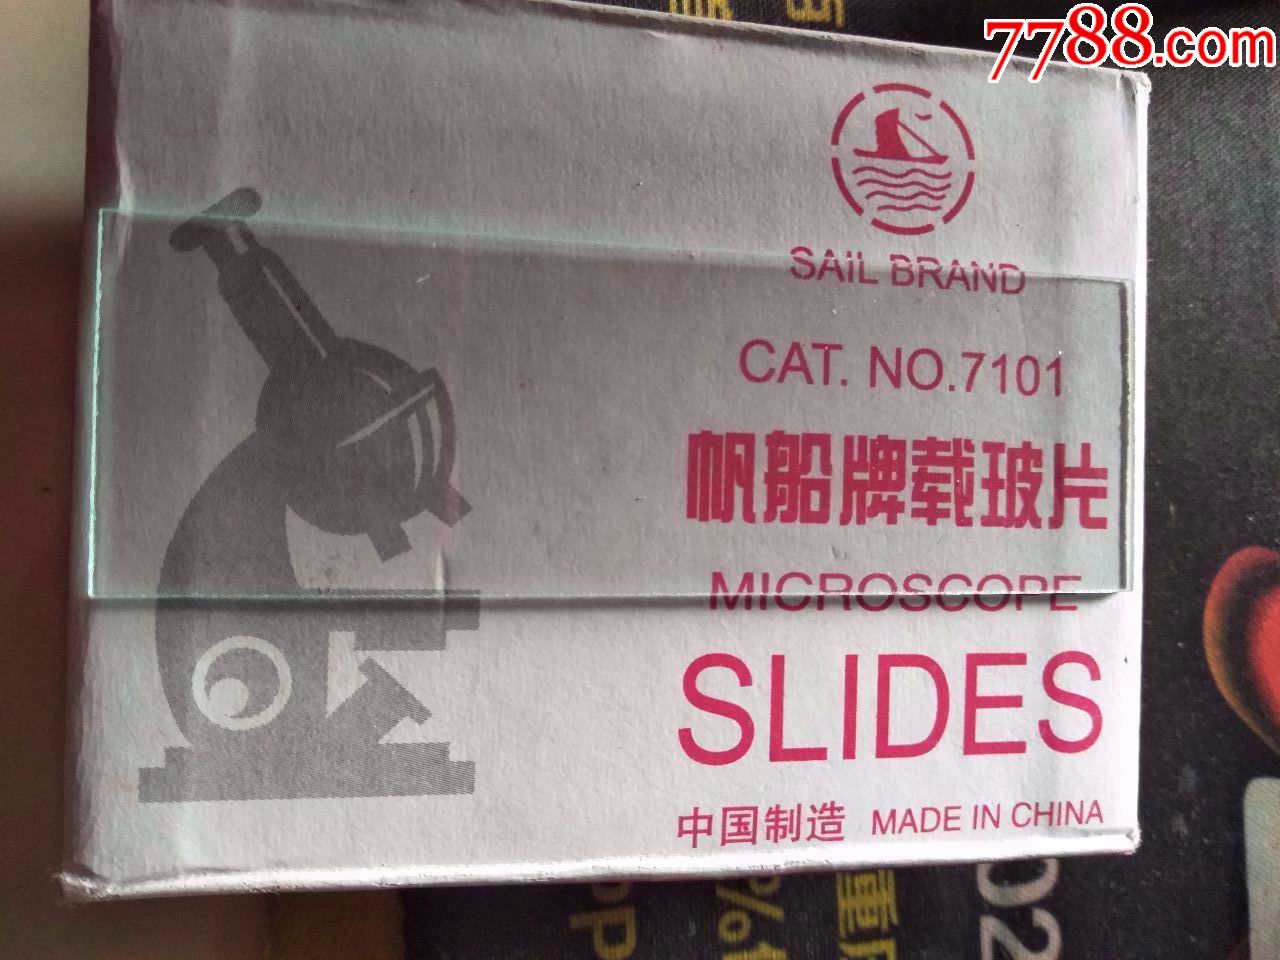 7788.com
SAIL BRAND
CAT. NO.7101
帆船牌载玻片
MICROSCOPE
SLIDES
中国制造 MADE IN CHINA
02